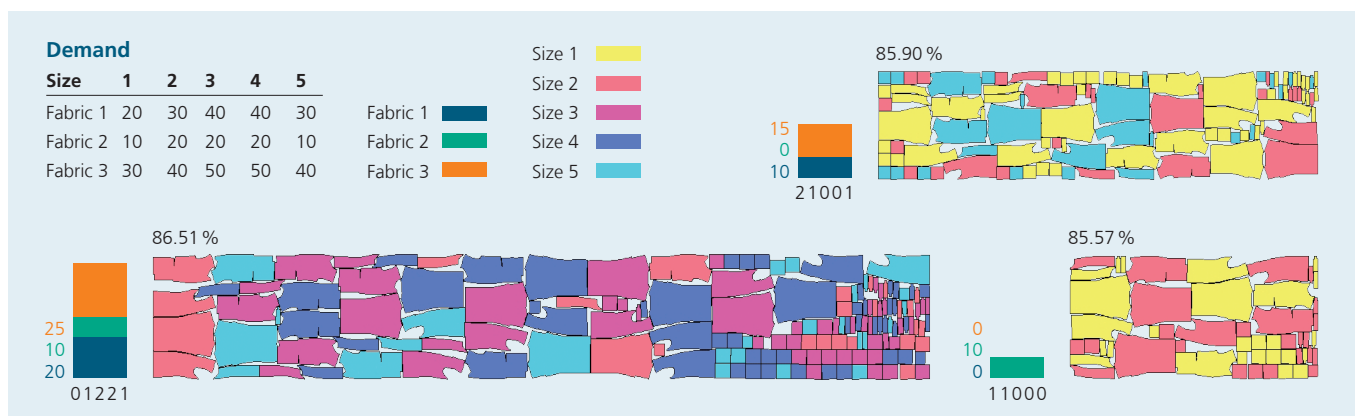 Demand
Size 1 2 3 4 5
Fabric 1 20 30 40 40 30
Fabric 2 10 20 20 20 10
Fabric 3 30 40 50 50 40
Fabric 1
Fabric 2
Fabric 3
Size 1
Size 2
Size 3
Size 4
Size 5
85.90 %
15
0
10
21001
86.51 %
25
10
20
01221
85.57 %
0
10
0
11000